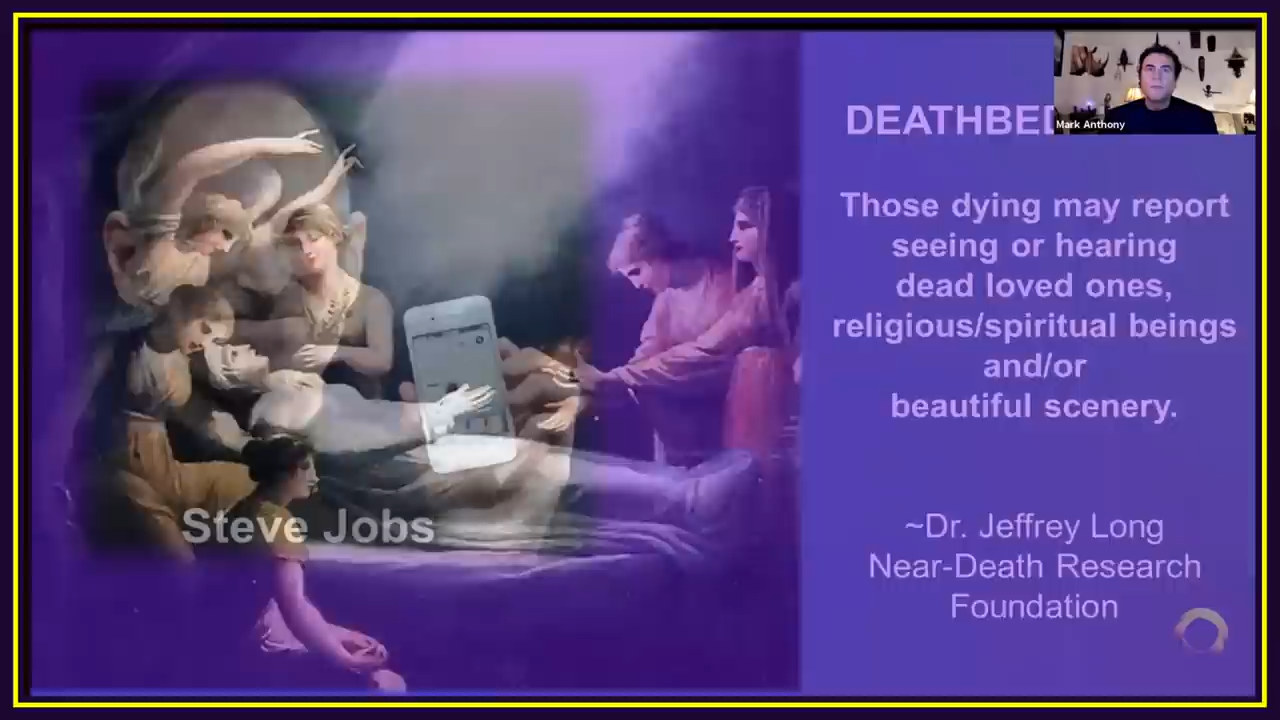 DEATHBED
Mark Anthony
Those dying may report
seeing or hearing
dead loved ones,
religious/spiritual beings
and/or
beautiful scenery.
Steve Jobs
~Dr. Jeffrey Long
Near-Death Research
Foundation